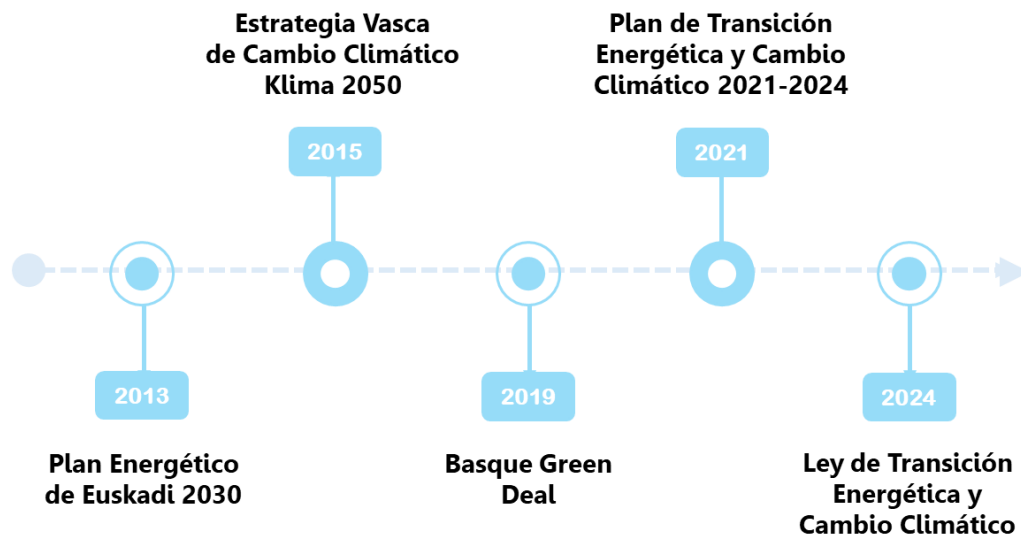 Estrategia Vasca
de Cambio Climático
Klima 2050
Plan de Transición
Energética y Cambio
Climático 2021-2024
2015
2021
2013
2019
2024
Plan Energético
de Euskadi 2030
Basque Green
Deal
Ley de Transición
Energética y
Cambio Climático